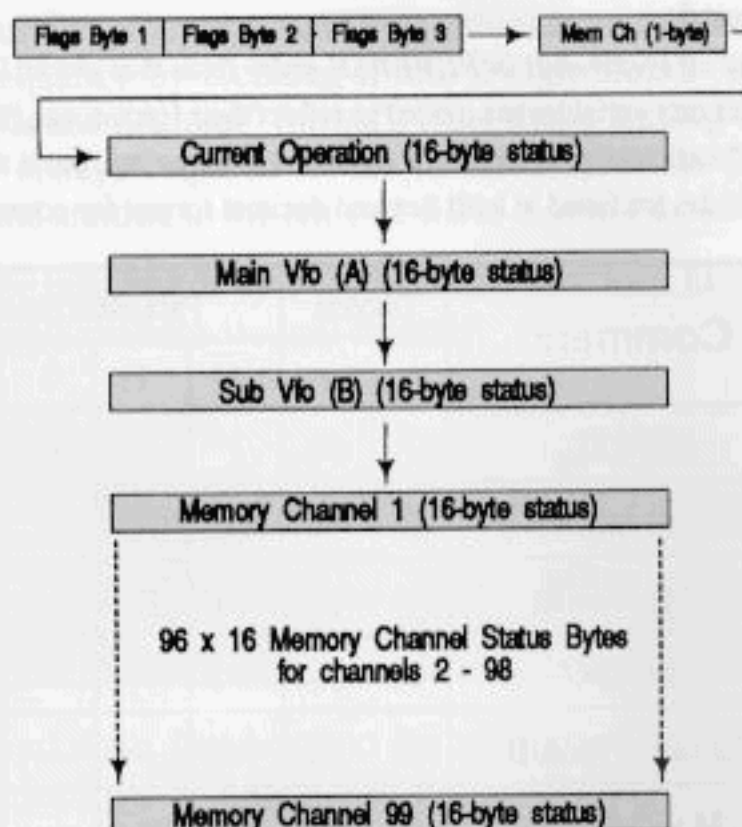 Flags Byte 1 Flags Byte 2 Flags Byte 3 Mem Ch (1-byte)
Current Operation (16-byte status)
Main Vfo (A) (16-byte status)
Sub Vfo (B) (16-byte status)
Memory Channel 1 (16-byte status)
96 x 16 Memory Channel Status Bytes
for channels 2 - 98
Memory Channel 99 (16-byte status)